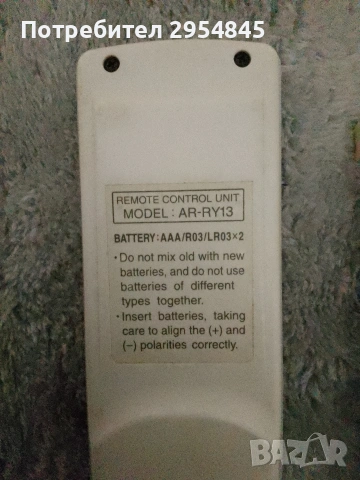 Потребител 2954845
REMOTE CONTROL UNIT
MODEL: AR-RY13
BATTERY: AAA/R03/LR03×2
・Do not mix old with new
batteries, and do not use
batteries of different
types together.
・Insert batteries, taking
care to align the (+) and
(−) polarities correctly.
BAZAR